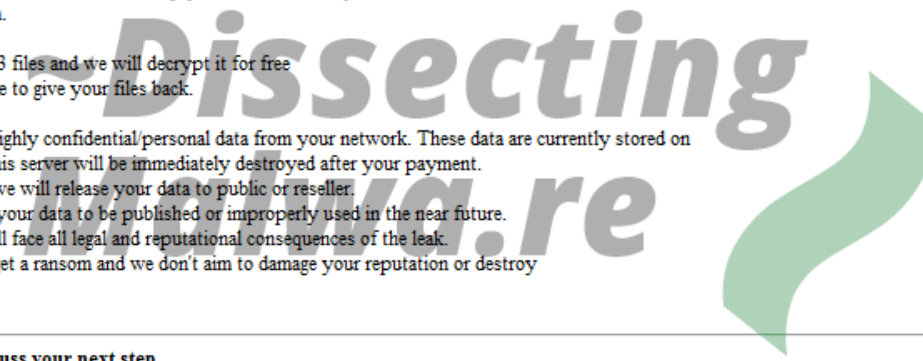 .
~Dissecting
3 files and we will decrypt it for free
e to give your files back.
ighly confidential/personal data from your network. These data are currently stored on
his server will be immediately destroyed after your payment.
Malwa.re
we will release your data to public or reseller.
your data to be published or improperly used in the near future.
ll face all legal and reputational consequences of the leak.
et a ransom and we don't aim to damage your reputation or destroy
uss your next step